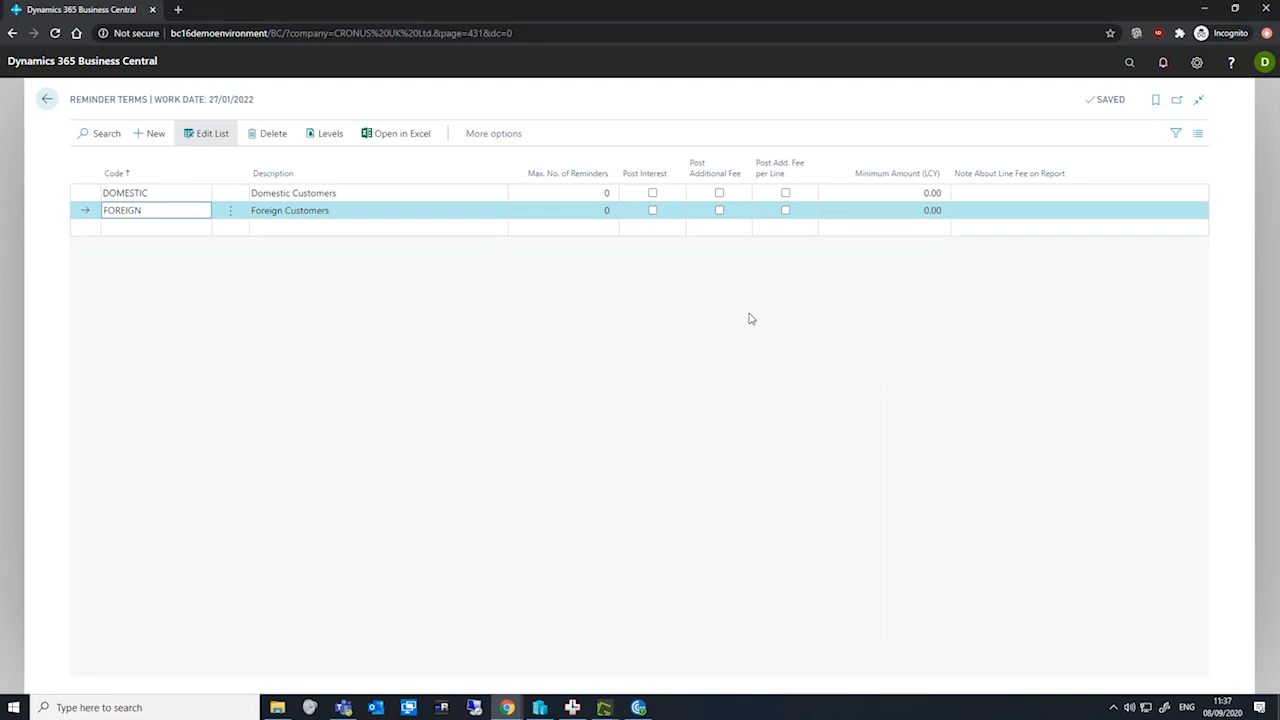 Dynamics 365 Business Central
Not secure bc16demoenvironment/BC/?company=CRONUS%20UK%20Ltd.&page=431&dc=0
Incognito
Dynamics 365 Business Central
? D
REMINDER TERMS | WORK DATE: 27/01/2022
SAVED
Search New Edit List Delete Levels Open in Excel More options
Code Description Max. No. of Reminders Post Interest Post Additional Fee Post Add. Fee per Line Minimum Amount (LCY) Note About Line Fee on Report
DOMESTIC Domestic Customers 0 0.00
FOREIGN Foreign Customers 0 0.00
Type here to search
ENG
11:37
08/09/2020